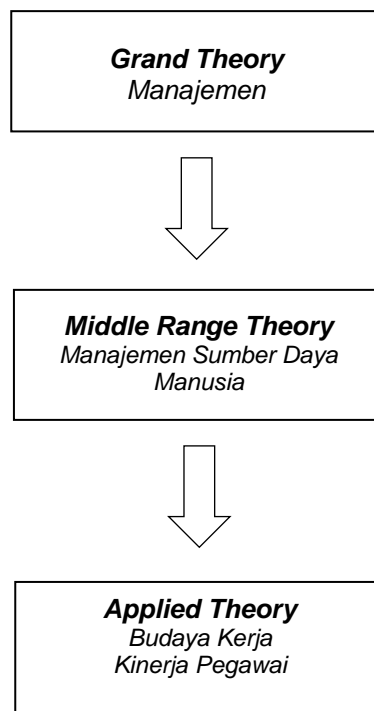 Grand Theory
Manajemen
Middle Range Theory
Manajemen Sumber Daya
Manusia
Applied Theory
Budaya Kerja
Kinerja Pegawai